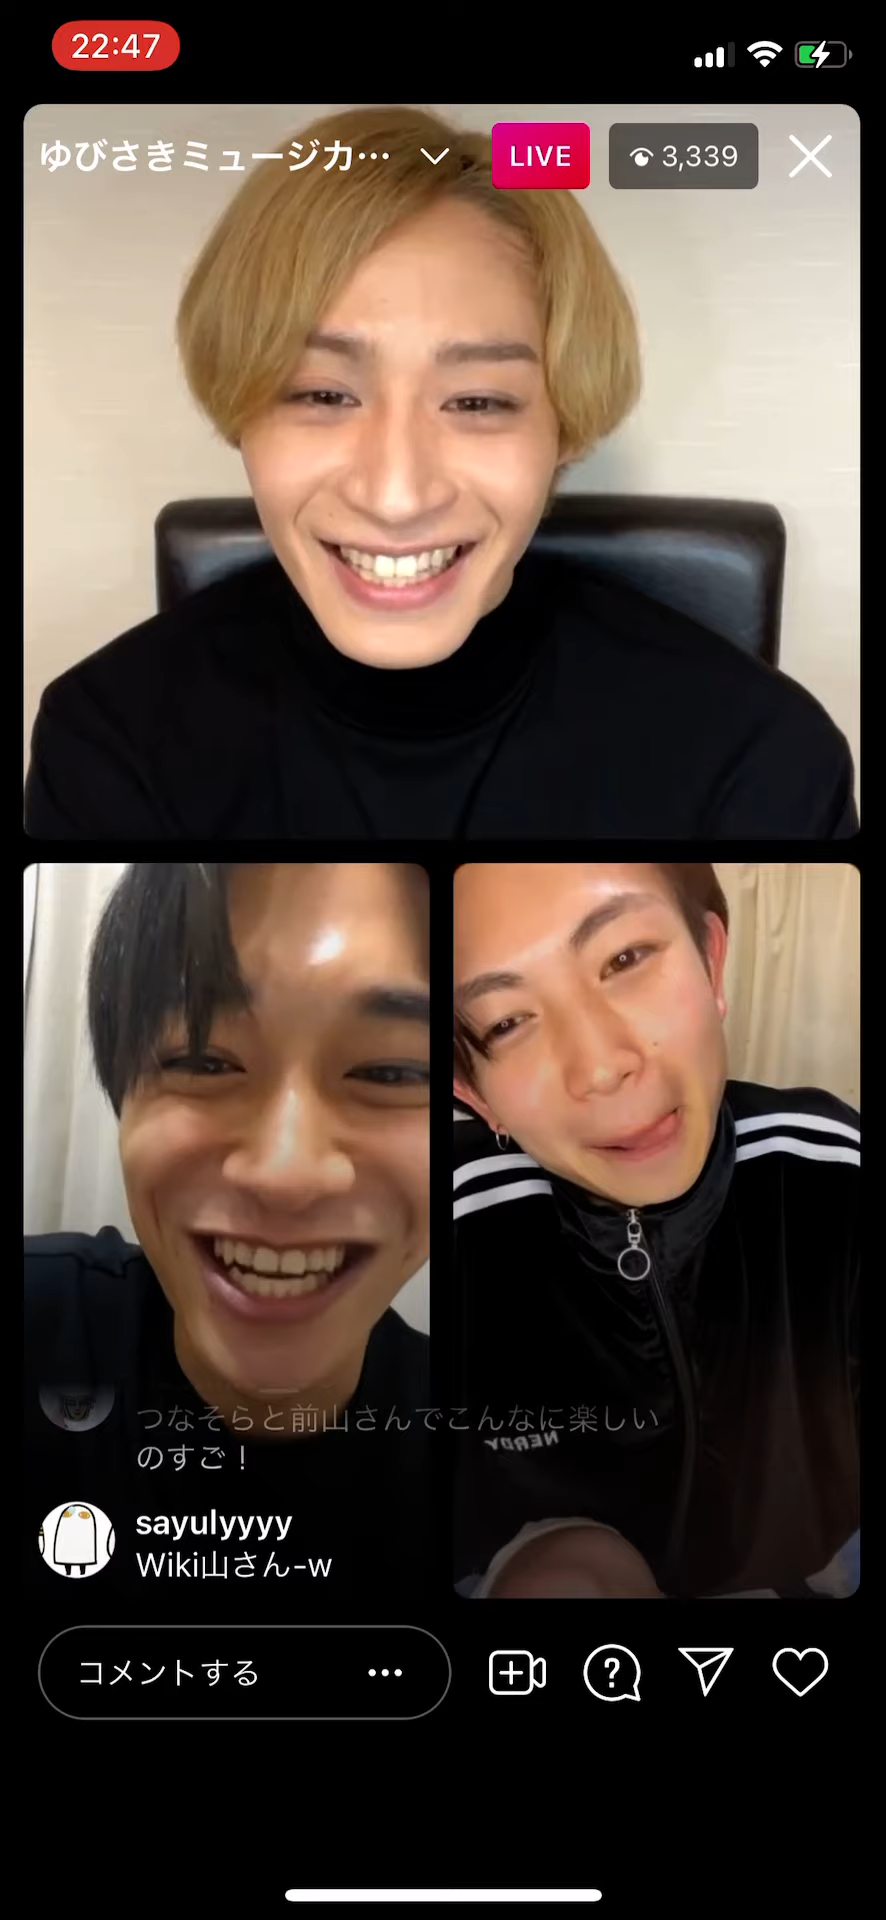 22:47
ゆびさきミュージカ…
LIVE
3,339
つなそらと前山さんでこんなに楽しい
のすご！
NERDY
sayulyyyy
Wiki山さん-w
コメントする